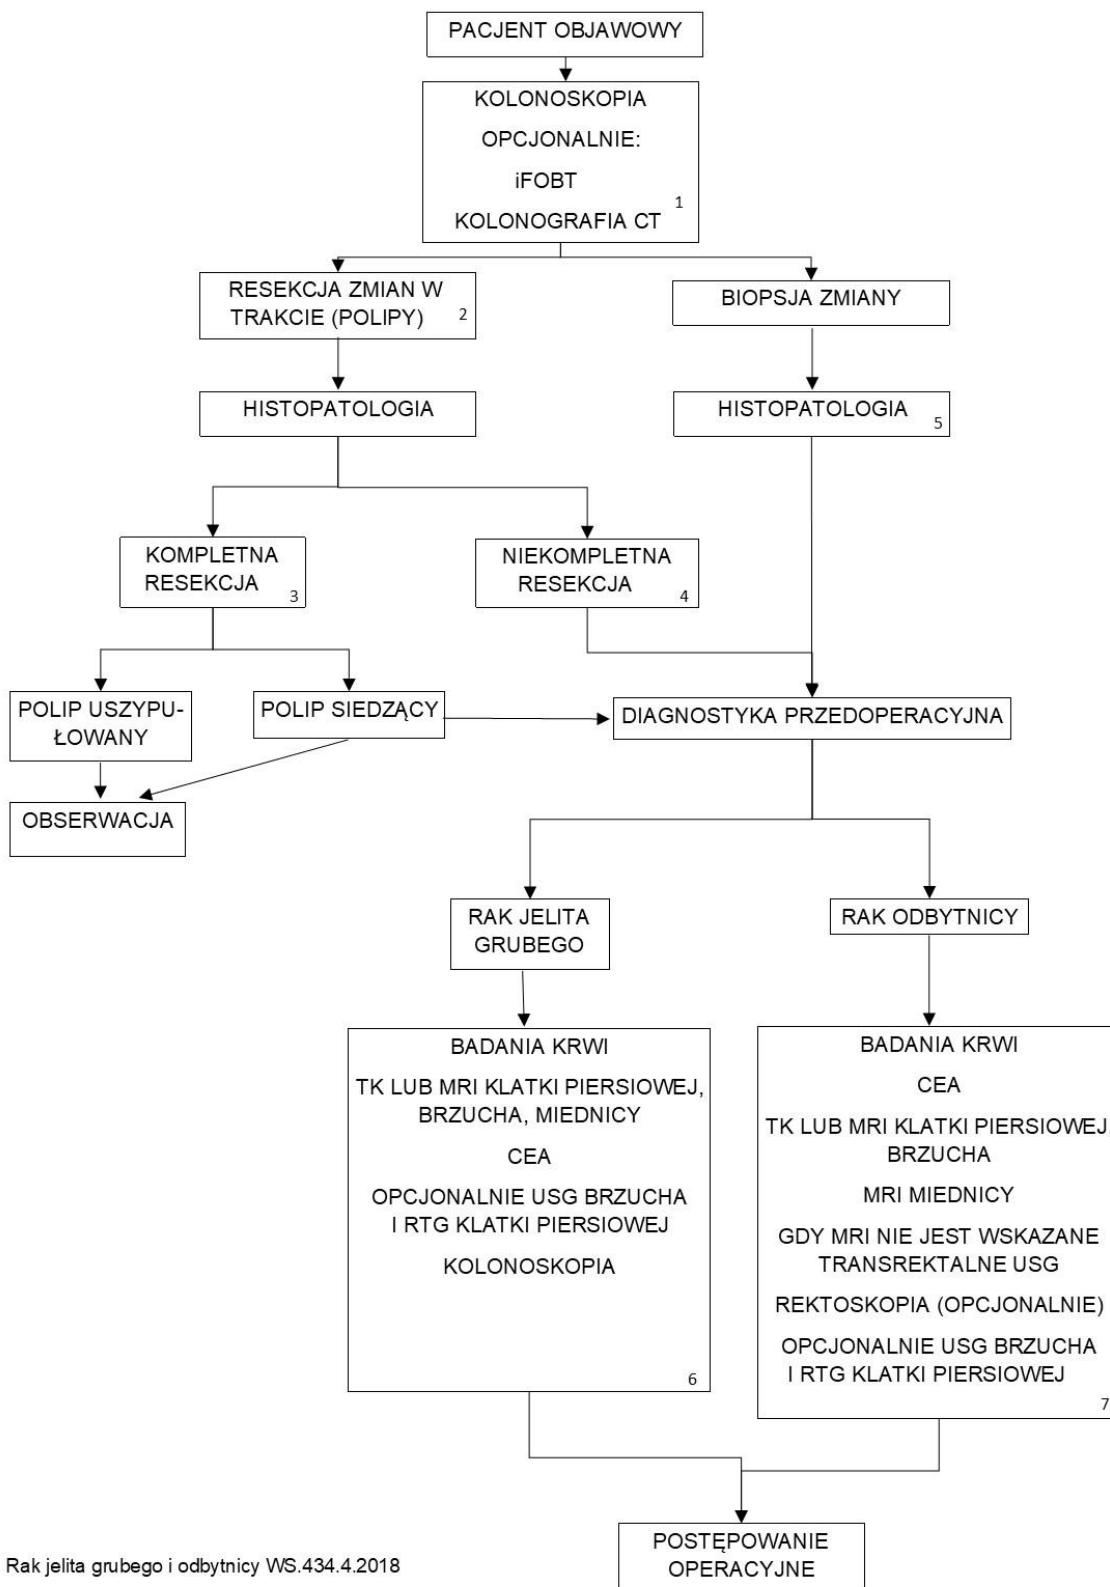 PACJENT OBJAWOWY
KOLONOSKOPIA
OPCJONALNIE:
iFOBT
KOLONOGRAFIA CT
1
RESEKCJA ZMIAN W
TRAKCIE (POLIPY)
2
BIOPSJA ZMIANY
HISTOPATOLOGIA
HISTOPATOLOGIA
5
KOMPLETNA
RESEKCJA
3
NIEKOMPLETNA
RESEKCJA
4
POLIP USZYPU-
ŁOWANY
POLIP SIEDZĄCY
DIAGNOSTYKA PRZEDOPERACYJNA
OBSERWACJA
RAK JELITA
GRUBEGO
RAK ODBYTNICY
BADANIA KRWI
TK LUB MRI KLATKI PIERSIOWEJ,
BRZUCHA, MIEDNICY
CEA
OPCJONALNIE USG BRZUCHA
I RTG KLATKI PIERSIOWEJ
KOLONOSKOPIA
6
BADANIA KRWI
CEA
TK LUB MRI KLATKI PIERSIOWEJ,
BRZUCHA
MRI MIEDNICY
GDY MRI NIE JEST WSKAZANE
TRANSREKTALNE USG
REKTOSKOPIA (OPCJONALNIE)
OPCJONALNIE USG BRZUCHA
I RTG KLATKI PIERSIOWEJ
7
POSTĘPOWANIE
OPERACYJNE
Rak jelita grubego i odbytnicy WS.434.4.2018